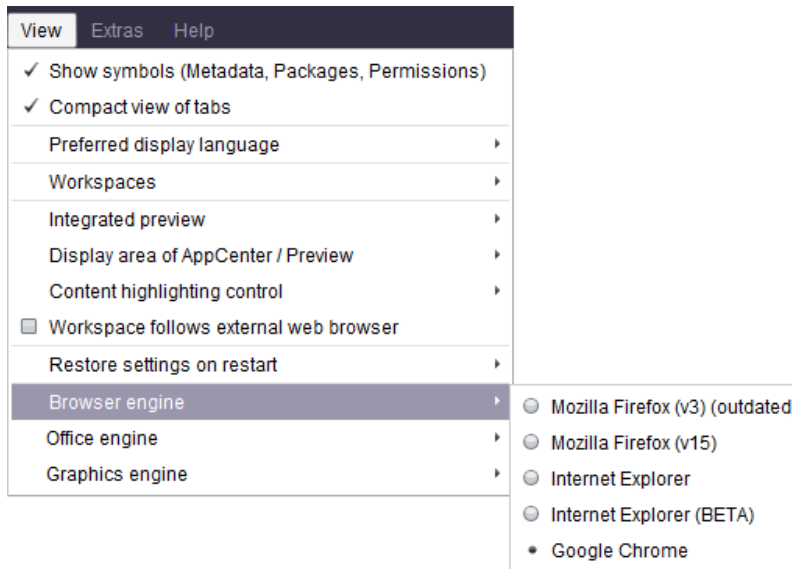 View Extras Help
Show symbols (Metadata, Packages, Permissions)
Compact view of tabs
Preferred display language
Workspaces
Integrated preview
Display area of AppCenter / Preview
Content highlighting control
Workspace follows external web browser
Restore settings on restart
Browser engine
Office engine
Graphics engine
Mozilla Firefox (v3) (outdated
Mozilla Firefox (v15)
Internet Explorer
Internet Explorer (BETA)
Google Chrome